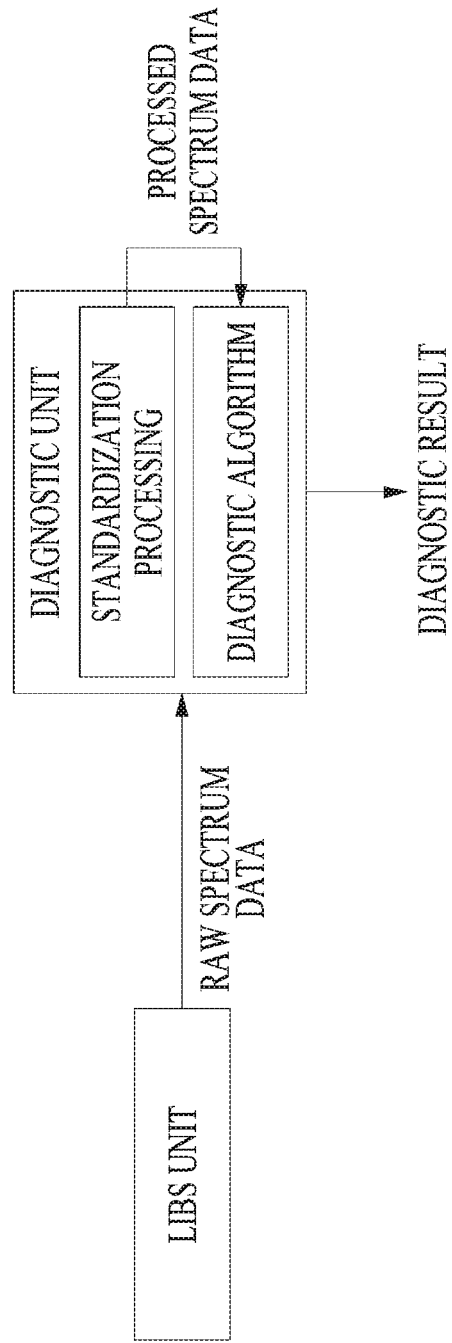 LIBS UNIT
RAW SPECTRUM
DATA
DIAGNOSTIC UNIT
STANDARDIZATION
PROCESSING
DIAGNOSTIC ALGORITHM
PROCESSED
SPECTRUM DATA
DIAGNOSTIC RESULT